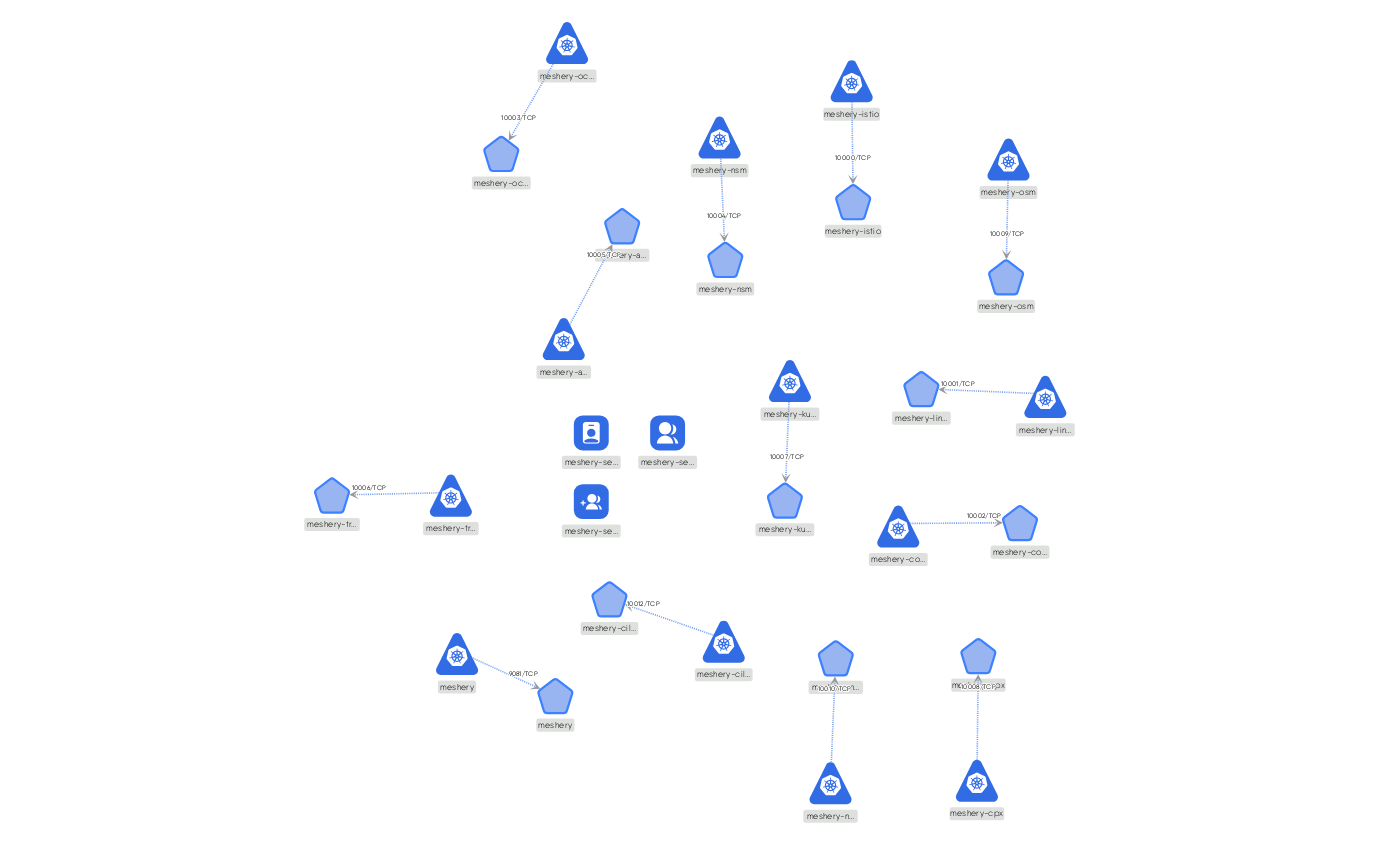 meshery-oc...
10003/TCP
meshery-oc...
meshery-istio
10000/TCP
meshery-istio
meshery-nsm
10004/TCP
meshery-nsm
meshery-osm
10009/TCP
meshery-osm
10005/TCP
meshery-a...
meshery-ku...
10007/TCP
meshery-ku...
10001/TCP
meshery-lin...
meshery-lin...
meshery-se...
meshery-se...
meshery-se...
10006/TCP
meshery-tr...
meshery-tr...
10002/TCP
meshery-co...
meshery-co...
10012/TCP
meshery-cil...
meshery-cil...
meshery
9081/TCP
meshery
10010/TCP
meshery-n...
10008/TCP
meshery-cpx